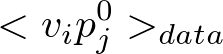 $< v_i p_j^0 >_{data}$